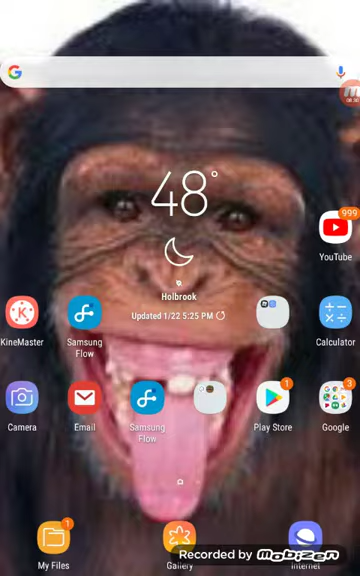 48°
999
YouTube
Holbrook
Updated 1/22 5:25 PM
KineMaster
Samsung
Flow
Calculator
1
3
Camera
Email
Samsung
Flow
Play Store
Google
1
My Files
Gallery
Internet
Recorded by Mobizen